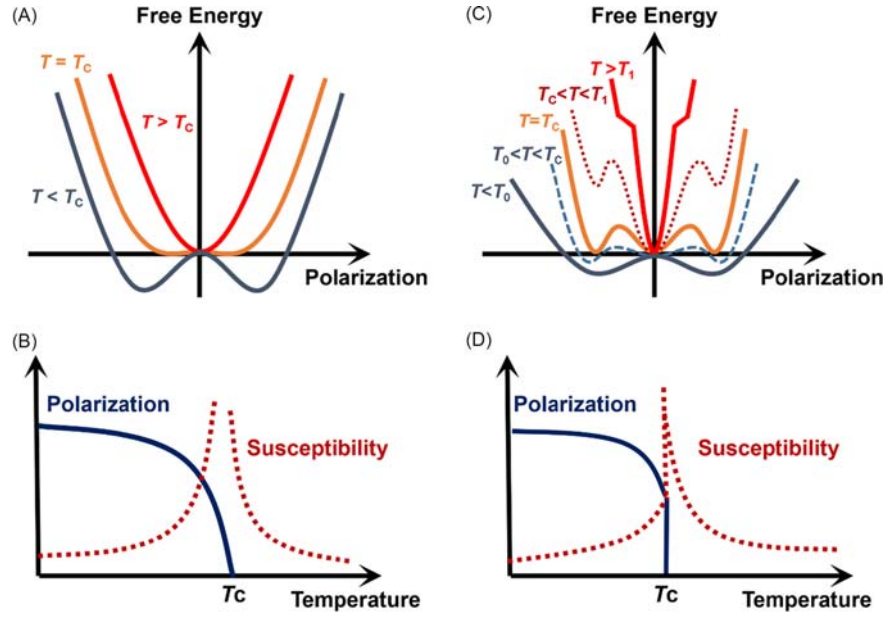 (A)
Free Energy
T = Tc
T > Tc
T < Tc
Polarization
(C)
Free Energy
T > T1
Tc<T<T1
T=Tc
T0<T<Tc
T<T0
Polarization
(B)
Polarization
Susceptibility
Tc
Temperature
(D)
Polarization
Susceptibility
Tc
Temperature